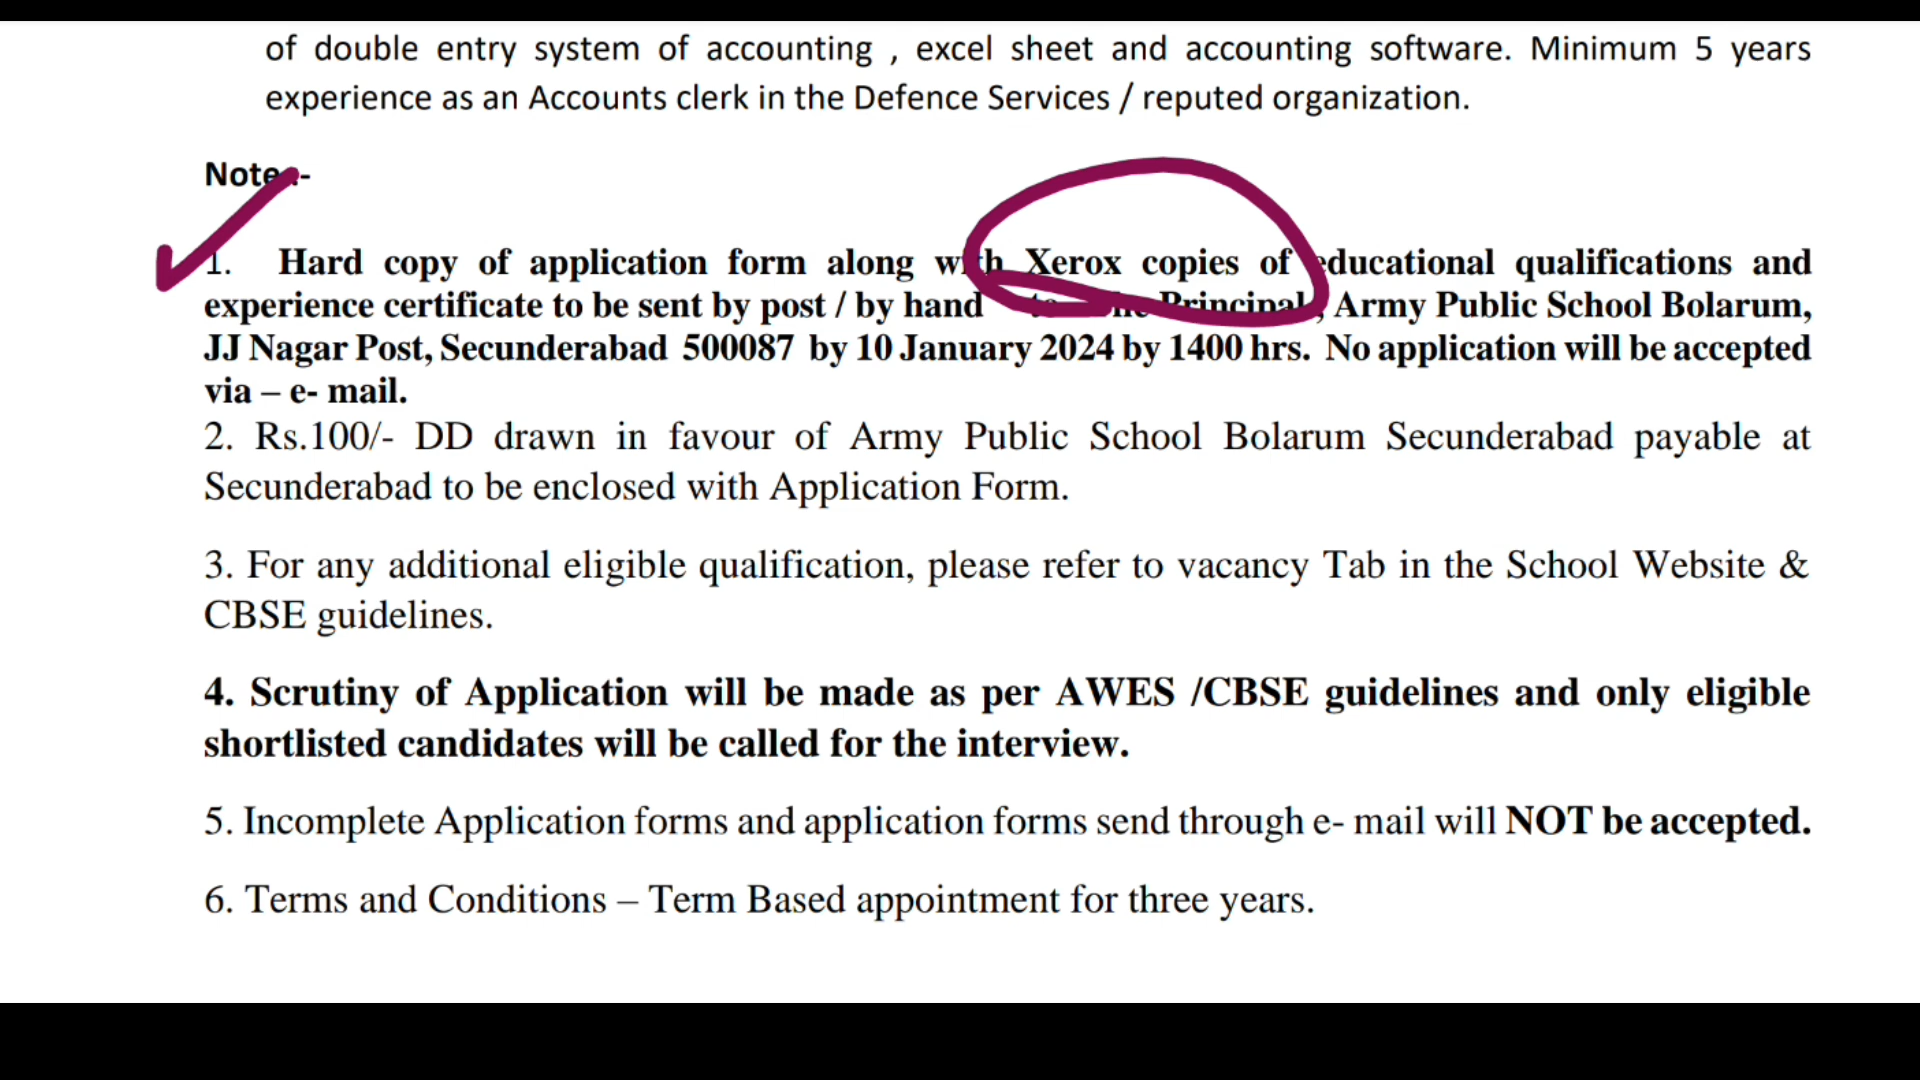 of double entry system of accounting , excel sheet and accounting software. Minimum 5 years
experience as an Accounts clerk in the Defence Services / reputed organization.
Note :-
1. Hard copy of application form along with Xerox copies of educational qualifications and
experience certificate to be sent by post / by hand to the Principal, Army Public School Bolarum,
JJ Nagar Post, Secunderabad 500087 by 10 January 2024 by 1400 hrs. No application will be accepted
via – e- mail.
2. Rs.100/- DD drawn in favour of Army Public School Bolarum Secunderabad payable at
Secunderabad to be enclosed with Application Form.
3. For any additional eligible qualification, please refer to vacancy Tab in the School Website &
CBSE guidelines.
4. Scrutiny of Application will be made as per AWES /CBSE guidelines and only eligible
shortlisted candidates will be called for the interview.
5. Incomplete Application forms and application forms send through e- mail will NOT be accepted.
6. Terms and Conditions – Term Based appointment for three years.